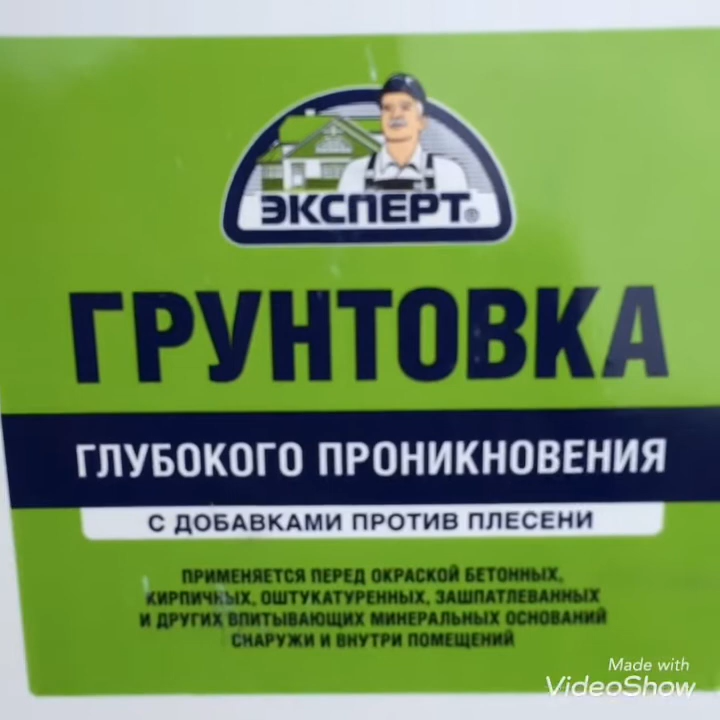 ЭКСПЕРТ®
ГРУНТОВКА
ГЛУБОКОГО ПРОНИКНОВЕНИЯ
С ДОБАВКАМИ ПРОТИВ ПЛЕСЕНИ
ПРИМЕНЯЕТСЯ ПЕРЕД ОКРАСКОЙ БЕТОННЫХ,
КИРПИЧНЫХ, ОШТУКАТУРЕННЫХ, ЗАШПАТЛЕВАННЫХ
И ДРУГИХ ВПИТЫВАЮЩИХ МИНЕРАЛЬНЫХ ОСНОВАНИЙ
СНАРУЖИ И ВНУТРИ ПОМЕЩЕНИЙ
Made with
VideoShow